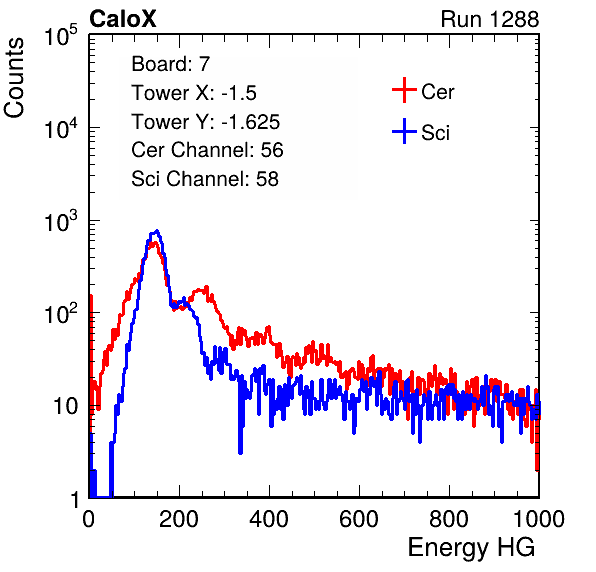 CaloX Run 1288
Counts
10^5
10^4
10^3
10^2
10
1
Board: 7
Tower X: -1.5
Tower Y: -1.625
Cer Channel: 56
Sci Channel: 58
Cer
Sci
0 200 400 600 800 1000
Energy HG